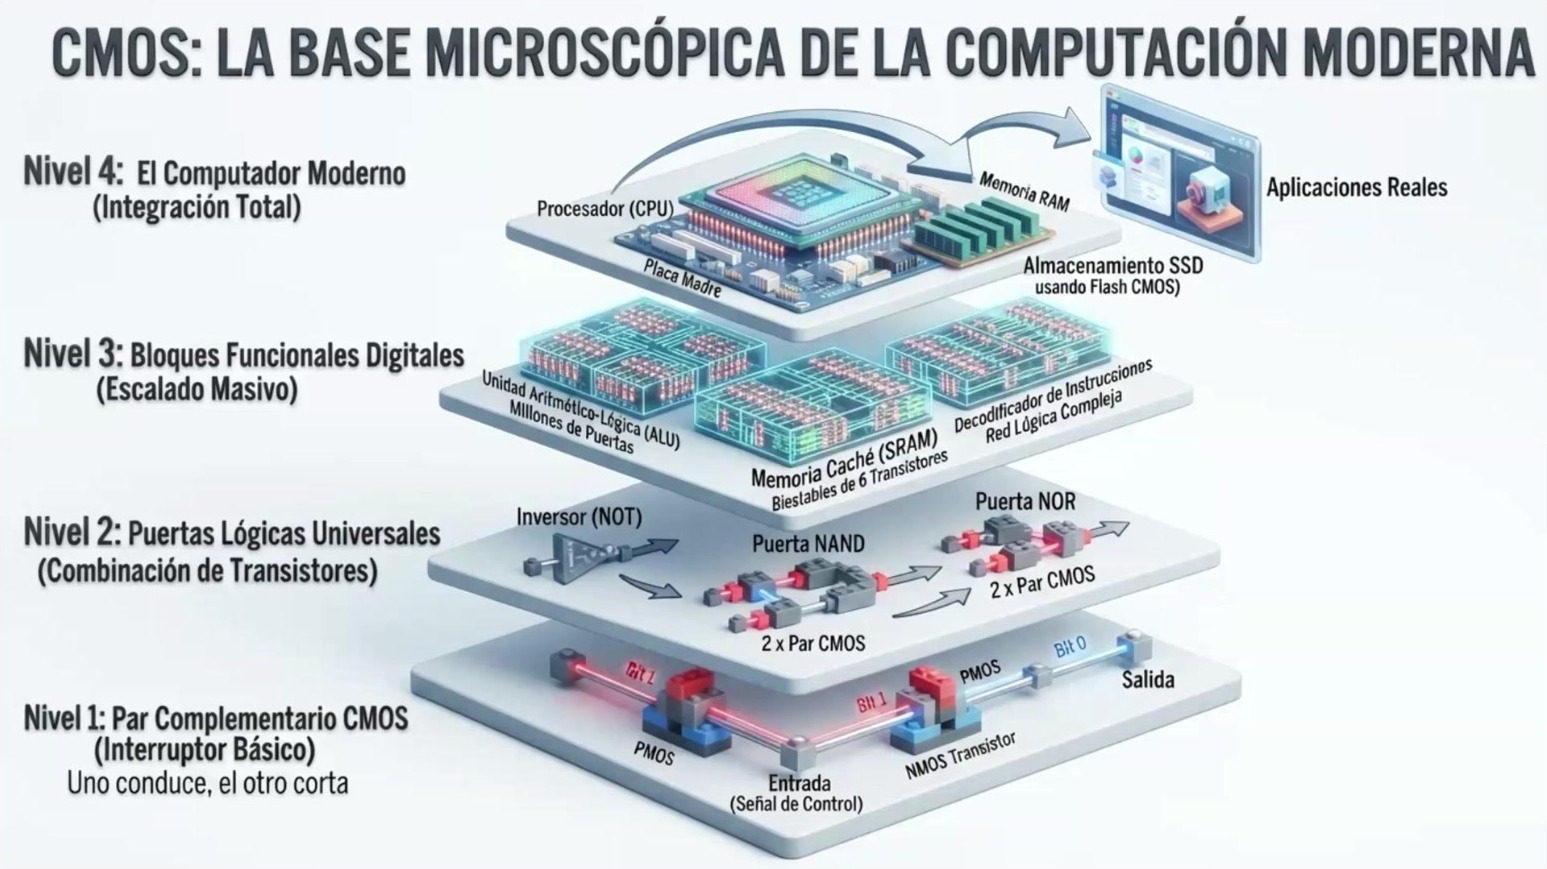 CMOS: LA BASE MICROSCÓPICA DE LA COMPUTACIÓN MODERNA
Nivel 4: El Computador Moderno
(Integración Total)
Procesador (CPU)
Memoria RAM
Placa Madre
Aplicaciones Reales
Almacenamiento SSD
usando Flash CMOS)
Nivel 3: Bloques Funcionales Digitales
(Escalado Masivo)
Unidad Aritmético-Lógica (ALU)
Millones de Puertas
Memoria Caché (SRAM)
Biestables de 6 Transistores
Decodificador de Instrucciones
Red Lógica Compleja
Nivel 2: Puertas Lógicas Universales
(Combinación de Transistores)
Inversor (NOT)
Puerta NAND
2 x Par CMOS
Puerta NOR
2 x Par CMOS
Nivel 1: Par Complementario CMOS
(Interruptor Básico)
Uno conduce, el otro corta
Bit 1
PMOS
Entrada
(Señal de Control)
Bit 1
PMOS
NMOS Transistor
Bit 0
Salida